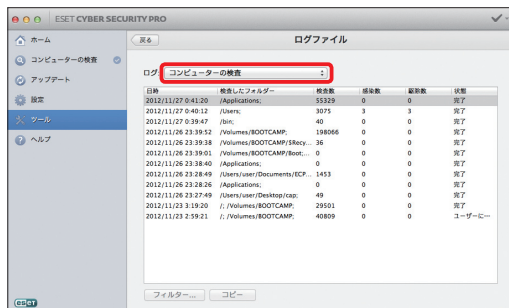 ESET CYBER SECURITY PRO
ホーム
コンピューターの検査
アップデート
設定
ツール
ヘルプ
戻る
ログファイル
ログ: コンピューターの検査
日時 検査したフォルダー 検査数 感染数 駆除数 状態
2012/11/27 0:41:20 /Applications; 55329 0 0 完了
2012/11/27 0:40:12 /Users; 3075 3 3 完了
2012/11/27 0:39:47 /bin; 40 0 0 完了
2012/11/26 23:39:52 /Volumes/BOOTCAMP; 198066 0 0 完了
2012/11/26 23:39:38 /Volumes/BOOTCAMP/$Recy... 36 0 0 完了
2012/11/26 23:39:01 /Volumes/BOOTCAMP/Boot;... 0 0 0 完了
2012/11/26 23:38:40 /Applications; 0 0 0 完了
2012/11/26 23:28:49 /Users/user/Documents/ECP... 1453 0 0 完了
2012/11/26 23:28:26 /Applications; 0 0 0 完了
2012/11/26 23:27:49 /Users/user/Desktop/cap; 49 0 0 完了
2012/11/23 3:19:20 /; /Volumes/BOOTCAMP; 29501 0 0 完了
2012/11/23 2:59:21 /; /Volumes/BOOTCAMP; 40809 0 0 ユーザーに—
フィルター... コピー
eset